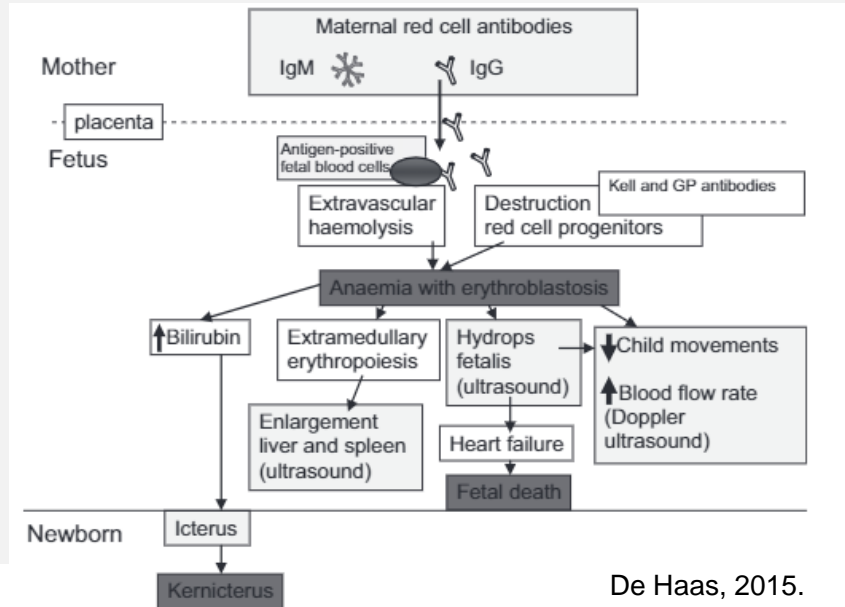 Maternal red cell antibodies
Mother
IgM
IgG
placenta
Fetus
Antigen-positive
fetal blood cells
Kell and GP antibodies
Extravascular
haemolysis
Destruction
red cell progenitors
Anaemia with erythroblastosis
Bilirubin
Extramedullary
erythropoiesis
Hydrops
fetalis
(ultrasound)
Child movements
Blood flow rate
(Doppler
ultrasound)
Enlargement
liver and spleen
(ultrasound)
Heart failure
Fetal death
Newborn
Icterus
Kernicterus
De Haas, 2015.